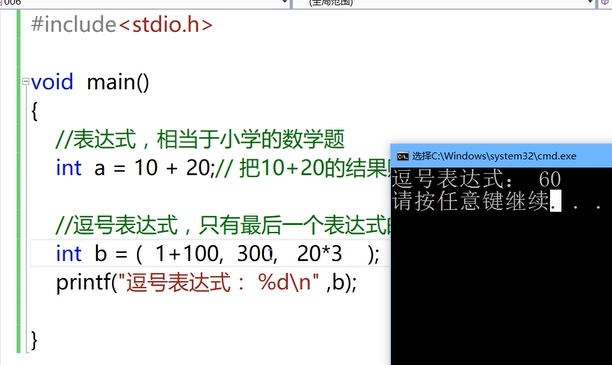 006
(全局范围)
#include<stdio.h>
void main()
{
//表达式，相当于小学的数学题
int a = 10 + 20;// 把10+20的结果
//逗号表达式，只有最后一个表达式
int b = ( 1+100, 300, 20*3 );
printf("逗号表达式： %d\n" ,b);
}
选择C:\Windows\system32\cmd.exe
逗号表达式： 60
请按任意键继续. . .